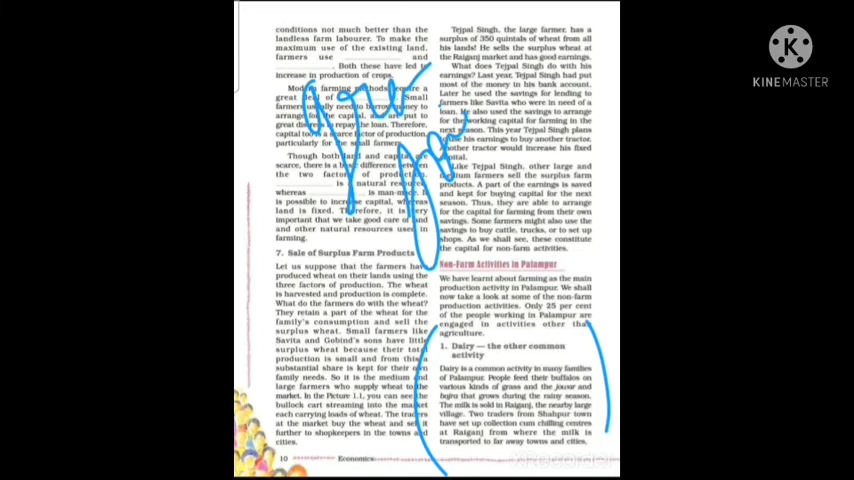 conditions not much better than the
landless farm labourer. To make the
maximum use of the existing land,
farmers use ____________ and
____________. Both these have led to
increase in production of crops.
Modern farming methods require a
great deal of ____________. Small
farmers usually need to borrow money to
arrange for the capital, and are put to
great distress to repay the loan. Therefore,
capital too is a scarce factor of production,
particularly for the small farmers.
Though both land and capital are
scarce, there is a basic difference between
the two factors of production.
____________ is a natural resource,
whereas ____________ is man-made. It
is possible to increase capital, whereas
land is fixed. Therefore, it is very
important that we take good care of land
and other natural resources used in
farming.
7. Sale of Surplus Farm Products
Let us suppose that the farmers have
produced wheat on their lands using the
three factors of production. The wheat
is harvested and production is complete.
What do the farmers do with the wheat?
They retain a part of the wheat for the
family's consumption and sell the
surplus wheat. Small farmers like
Savita and Gobind's sons have little
surplus wheat because their total
production is small and from this a
substantial share is kept for their own
family needs. So it is the medium and
large farmers who supply wheat to the
market. In the Picture 1.1, you can see the
bullock cart streaming into the market
each carrying loads of wheat. The traders
at the market buy the wheat and sell it
further to shopkeepers in the towns and
cities.
10 Economics
Tejpal Singh, the large farmer, has a
surplus of 350 quintals of wheat from all
his lands! He sells the surplus wheat at
the Raiganj market and has good earnings.
What does Tejpal Singh do with his
earnings? Last year, Tejpal Singh had put
most of the money in his bank account.
Later he used the savings for lending to
farmers like Savita who were in need of a
loan. He also used the savings to arrange
for the working capital for farming in the
next season. This year Tejpal Singh plans
to use his earnings to buy another tractor.
Another tractor would increase his fixed
capital.
Like Tejpal Singh, other large and
medium farmers sell the surplus farm
products. A part of the earnings is saved
and kept for buying capital for the next
season. Thus, they are able to arrange
for the capital for farming from their own
savings. Some farmers might also use the
savings to buy cattle, trucks, or to set up
shops. As we shall see, these constitute
the capital for non-farm activities.
Non-Farm Activities in Palampur
We have learnt about farming as the main
production activity in Palampur. We shall
now take a look at some of the non-farm
production activities. Only 25 per cent
of the people working in Palampur are
engaged in activities other than
agriculture.
1. Dairy — the other common
activity
Dairy is a common activity in many families
of Palampur. People feed their buffalos on
various kinds of grass and the jowar and
bajra that grows during the rainy season.
The milk is sold in Raiganj, the nearby large
village. Two traders from Shahpur town
have set up collection cum chilling centres
at Raiganj from where the milk is
transported to far away towns and cities.
K
KINEMASTER